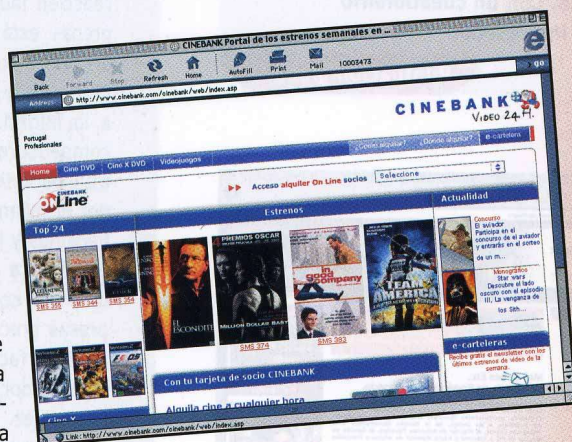 CINEBANK Portal de los estrenos semanales en ...
Back
Forward
Stop
Refresh
Home
AutoFill
Print
Mail
10003473
Address
http://www.cinebank.com/cinebank/web/index.asp
go
Portugal
Profesionales
CINEBANK
VIDEO 24 H.
¿Cómo alquilar?
¿Dónde alquilar?
e-cartelera
Home
Cine DVD
Cine X DVD
Videojuegos
CINEBANK
ONLine
Acceso alquiler On Line socios
Seleccione
Top 24
Estrenos
Actualidad
SMS 355
SMS 344
SMS 354
EL
ESCONDITE
PREMIOS OSCAR
MILLION DOLLAR BABY
SMS 374
in
good
company
SMS 383
TEAM
AMERICA
Concurso
El aviador
Participa en el
concurso de el aviador
y entrarás en el sorteo
de un m...
Monográfico
Star wars
Descubre el lado
oscuro con el episodio
III, La venganza de
los Sith...
e-carteleras
Recibe gratis el newsletter con los
últimos estrenos de vídeo de la
semana.
F1 05
Cine X
Con tu tarjeta de socio CINEBANK
Alquila cine a cualquier hora
Link: http://www.cinebank.com/cinebank/web/index.asp